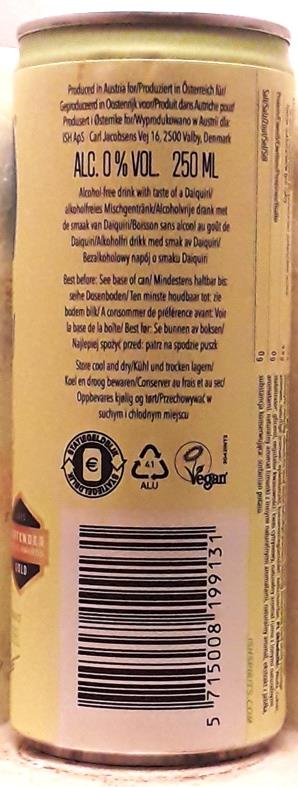 Produced in Austria for/Produziert in Österreich für/
Geproduceerd in Oostenrijk voor/Produit dans Autriche pour/
Produsert i Østerrike for/Wyprodukowano w Austrii dla:
ISH ApS Carl Jacobsens Vej 16, 2500 Valby, Denmark
ALC. 0 % VOL. 250 ML
Alcohol-free drink with taste of a Daiquiri/
alkoholfreies Mischgetränk/Alcoholvrije drank met
de smaak van Daiquiri/Boisson sans alcool au goût de
Daiquiri/Alkoholfri drikk med smak av Daiquiri/
Bezalkoholowy napój o smaku Daiquiri
Best before: See base of can/ Mindestens haltbar bis:
seihe Dosenboden/Ten minste houdbaar tot: zie
bodem blik/ A consommer de préférence avant: Voir
la base de la boîte/ Best før: Se bunnen av boksen/
Najlepiej spożyć przed: patrz na spodzie puszk
Store cool and dry/Kühl und trocken lagern/
Koel en droog bewaren/Conserver au frais et au sec/
Oppbevares kjølig og tørt/Przechowywać w
suchym i chłodnym miejscu
STATIEGELDBLIKJE
STATIEGELDBLIKJE
€
41
ALU
Vegan
5 715008 199131
TENDER
OLD
0g